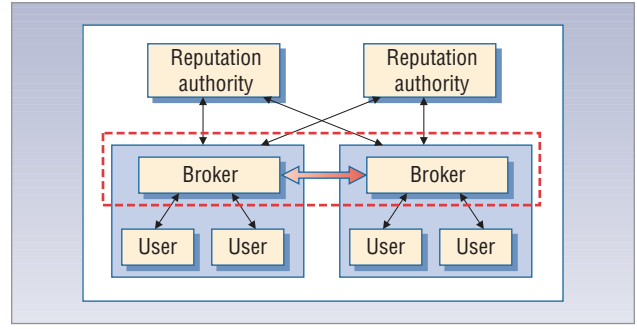 Reputation
authority
Reputation
authority
Broker
Broker
User
User
User
User